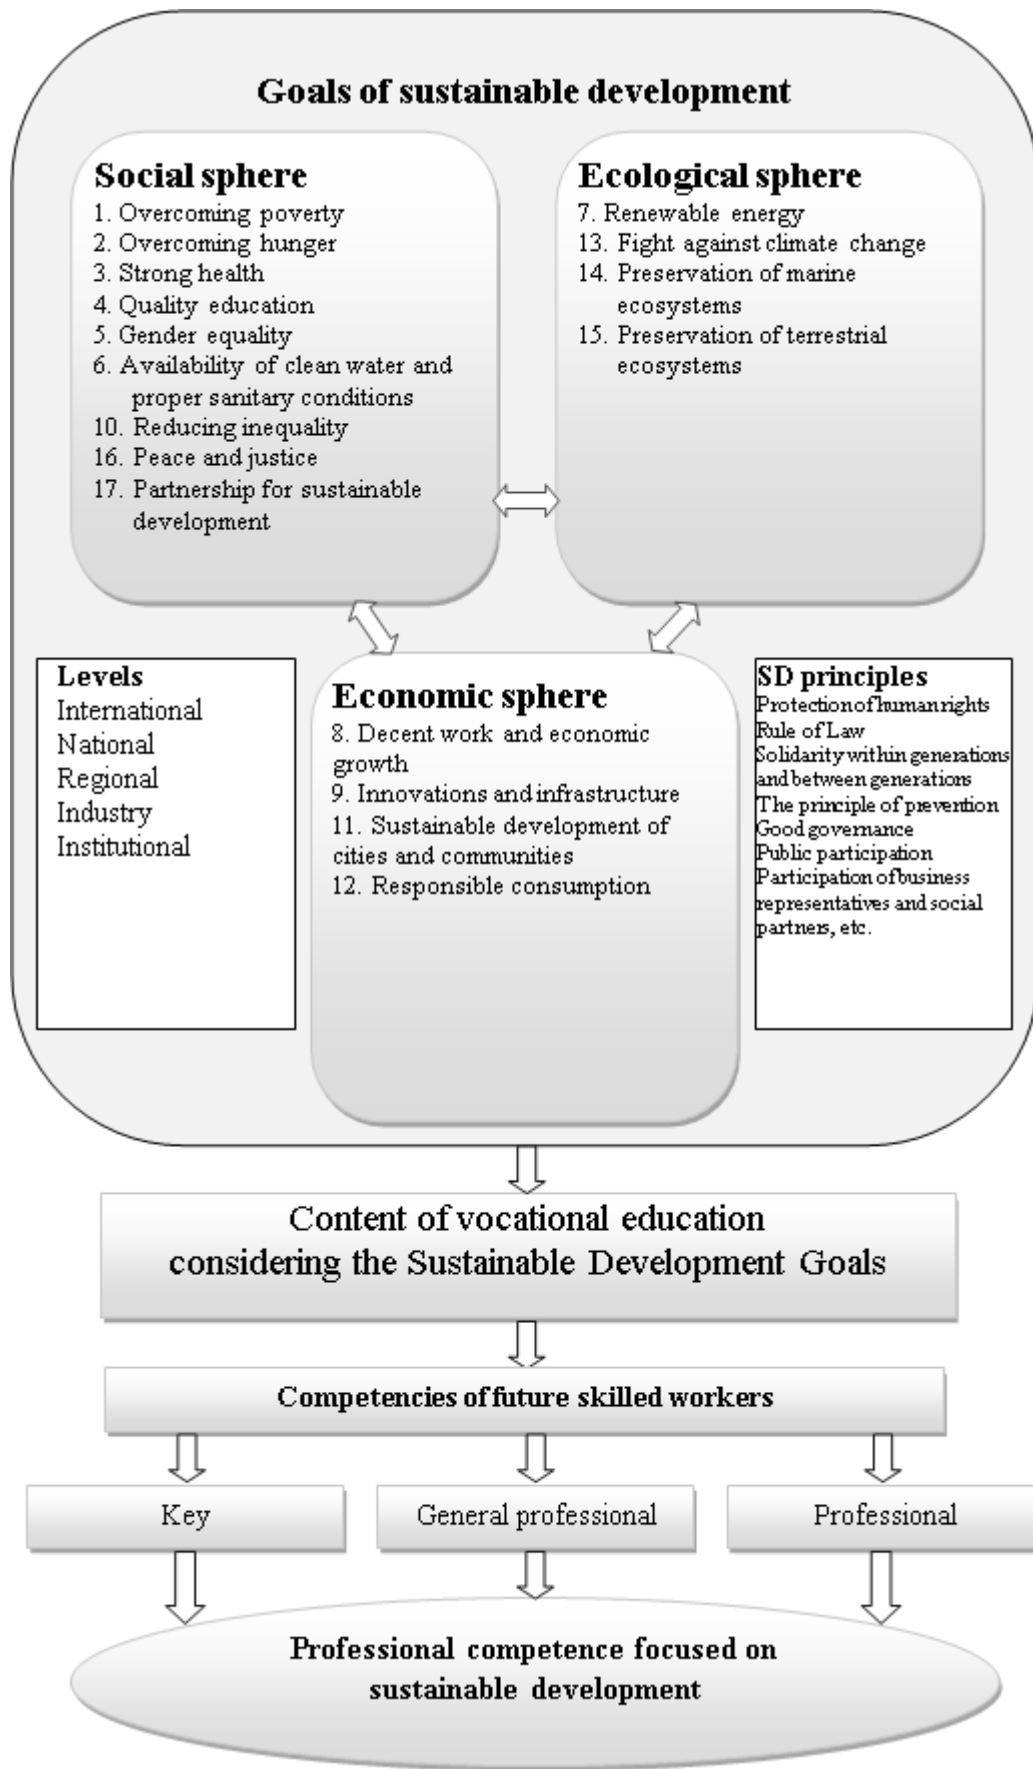 Goals of sustainable development
Social sphere
1. Overcoming poverty
2. Overcoming hunger
3. Strong health
4. Quality education
5. Gender equality
6. Availability of clean water and
proper sanitary conditions
10. Reducing inequality
16. Peace and justice
17. Partnership for sustainable
development
Ecological sphere
7. Renewable energy
13. Fight against climate change
14. Preservation of marine
ecosystems
15. Preservation of terrestrial
ecosystems
Levels
International
National
Regional
Industry
Institutional
Economic sphere
8. Decent work and economic
growth
9. Innovations and infrastructure
11. Sustainable development of
cities and communities
12. Responsible consumption
SD principles
Protection of human rights
Rule of Law
Solidarity within generations
and between generations
The principle of prevention
Good governance
Public participation
Participation of business
representatives and social
partners, etc.
Content of vocational education
considering the Sustainable Development Goals
Competencies of future skilled workers
Key
General professional
Professional
Professional competence focused on
sustainable development